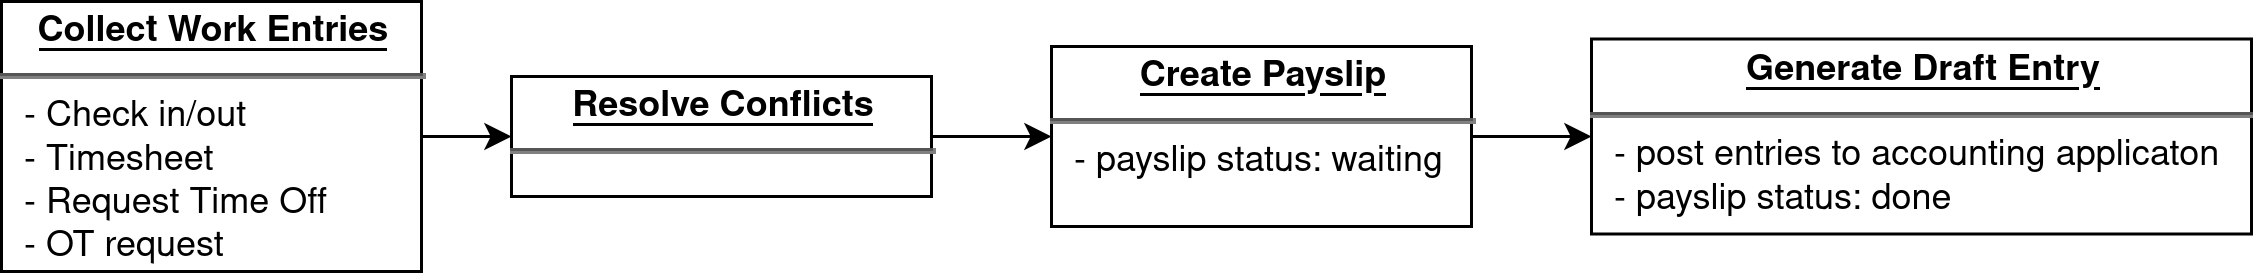 Collect Work Entries
- Check in/out
- Timesheet
- Request Time Off
- OT request
Resolve Conflicts
Create Payslip
- payslip status: waiting
Generate Draft Entry
- post entries to accounting applicaton
- payslip status: done